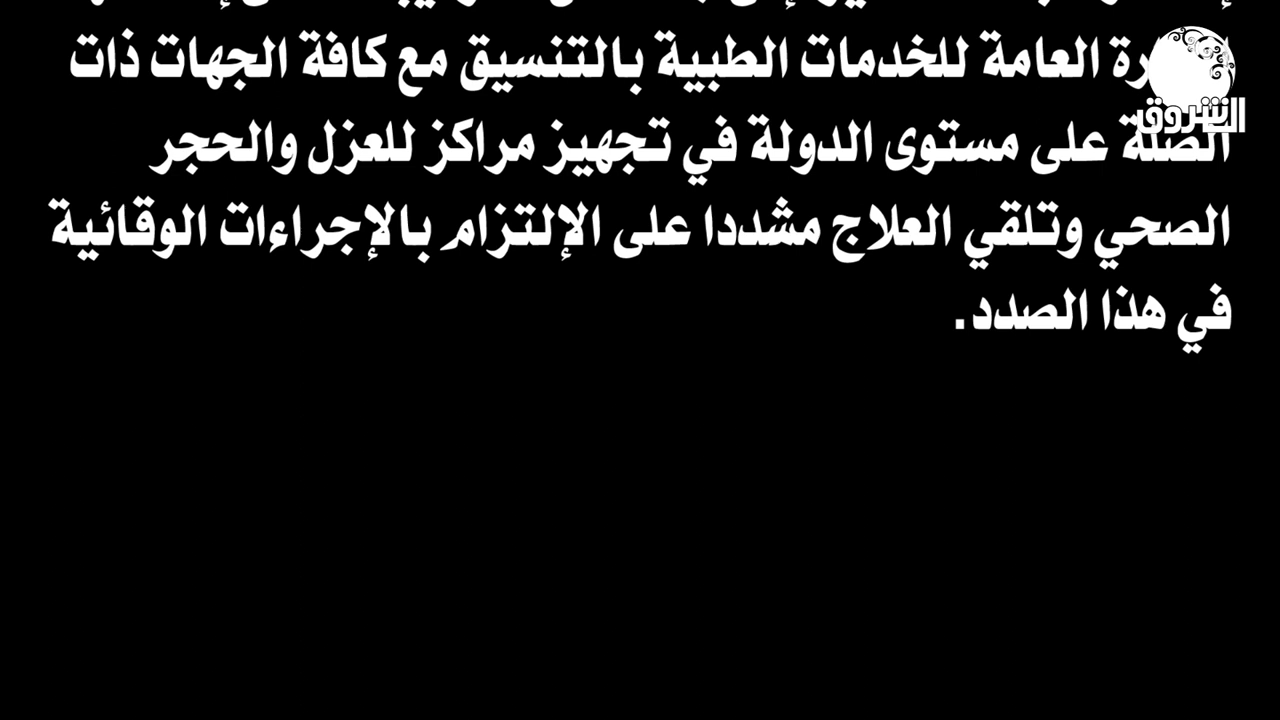 العامة للخدمات الطبية بالتنسيق مع كافة الجهات ذات
الشروق
الصلة على مستوى الدولة في تجهيز مراكز للعزل والحجر
الصحي وتلقي العلاج مشددا على الإلتزام بالإجراءات الوقائية
في هذا الصدد.